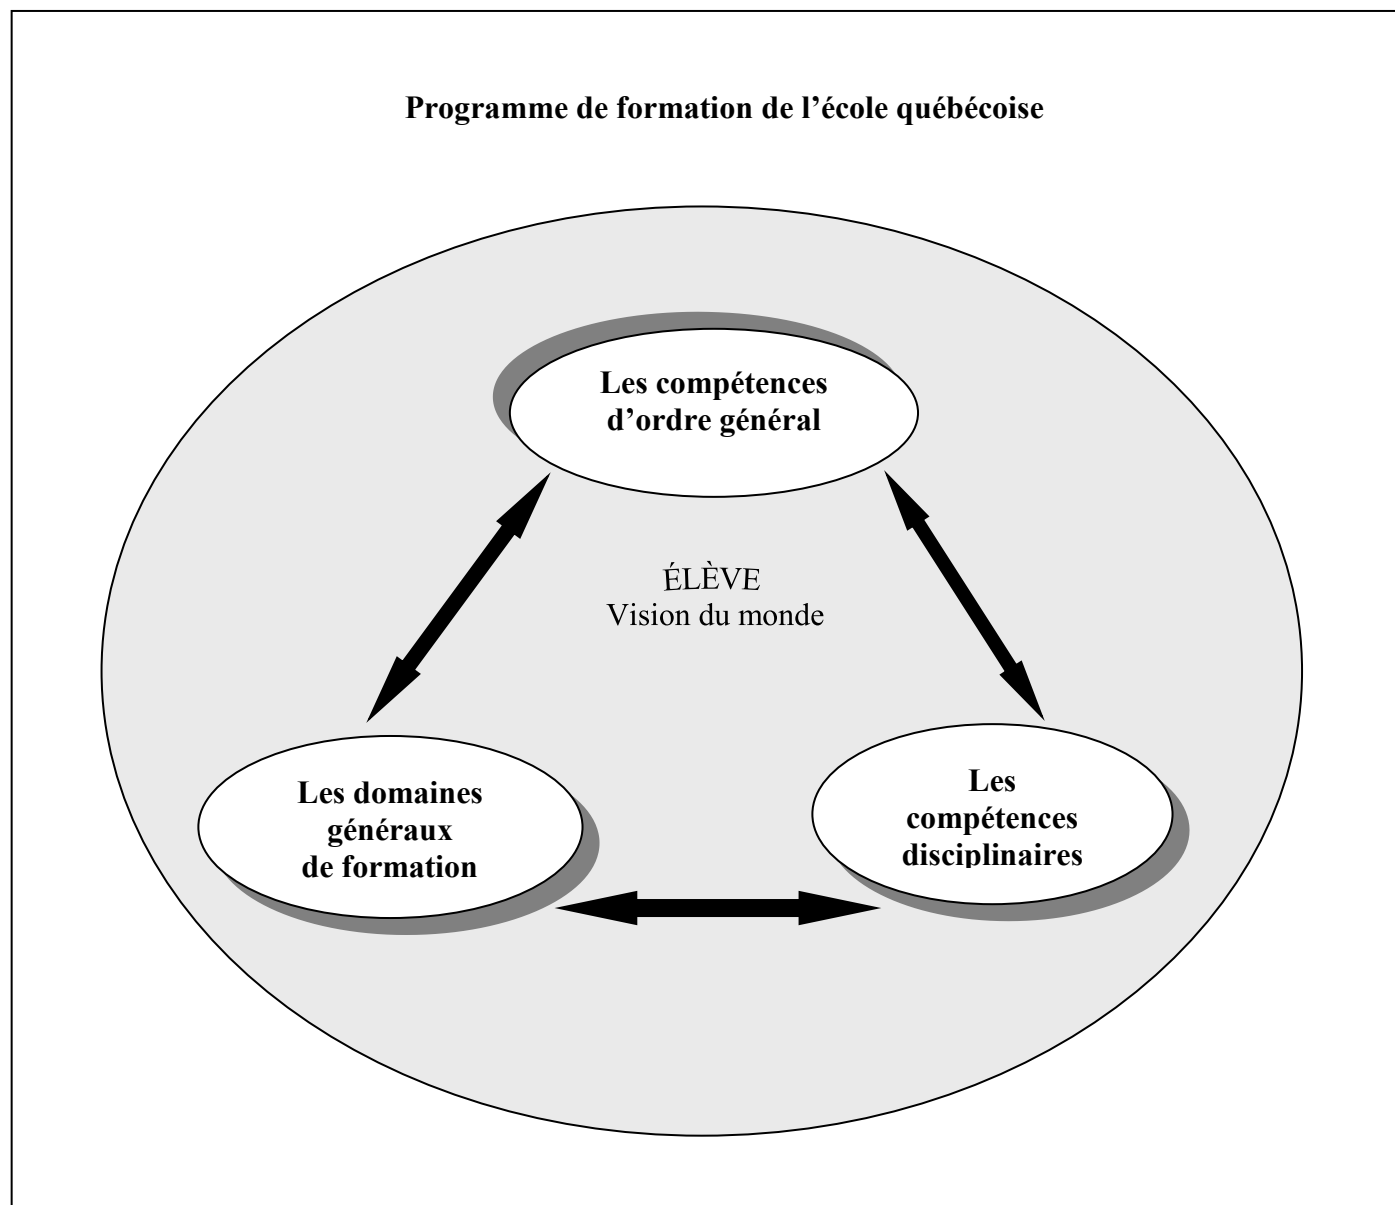 Programme de formation de l’école québécoise
Les compétences
d’ordre général
ÉLÈVE
Vision du monde
Les domaines
généraux
de formation
Les
compétences
disciplinaires